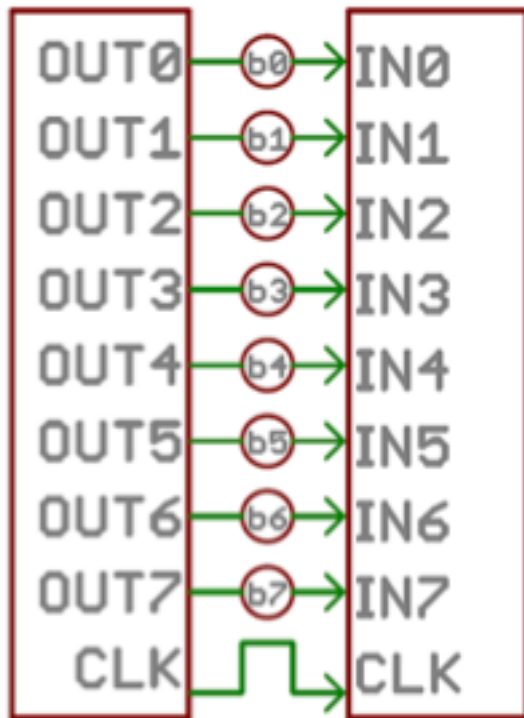 OUT0 b0 IN0
OUT1 b1 IN1
OUT2 b2 IN2
OUT3 b3 IN3
OUT4 b4 IN4
OUT5 b5 IN5
OUT6 b6 IN6
OUT7 b7 IN7
CLK CLK